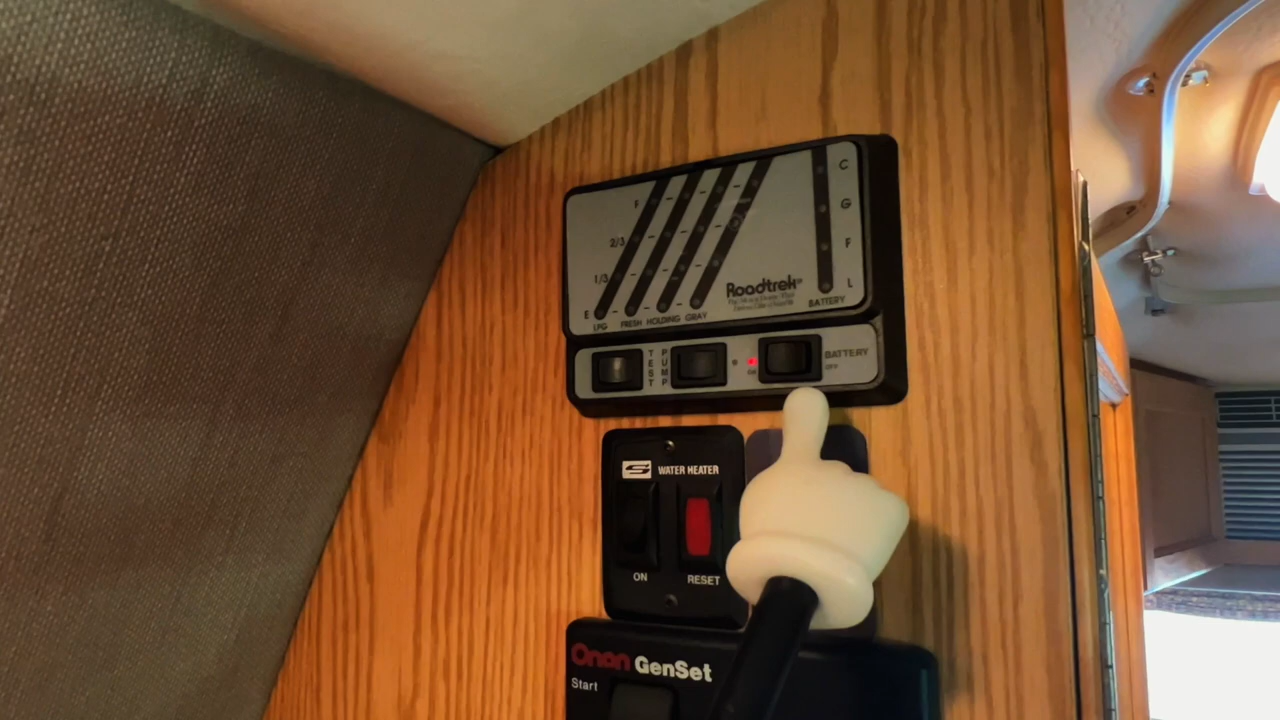 C
F
G
2/3
F
1/3
L
E
Roadtrek
BATTERY
LPG FRESH HOLDING GRAY
TEST
PUMP
ON
BATTERY
OFF
S WATER HEATER
ON RESET
Onan GenSet
Start